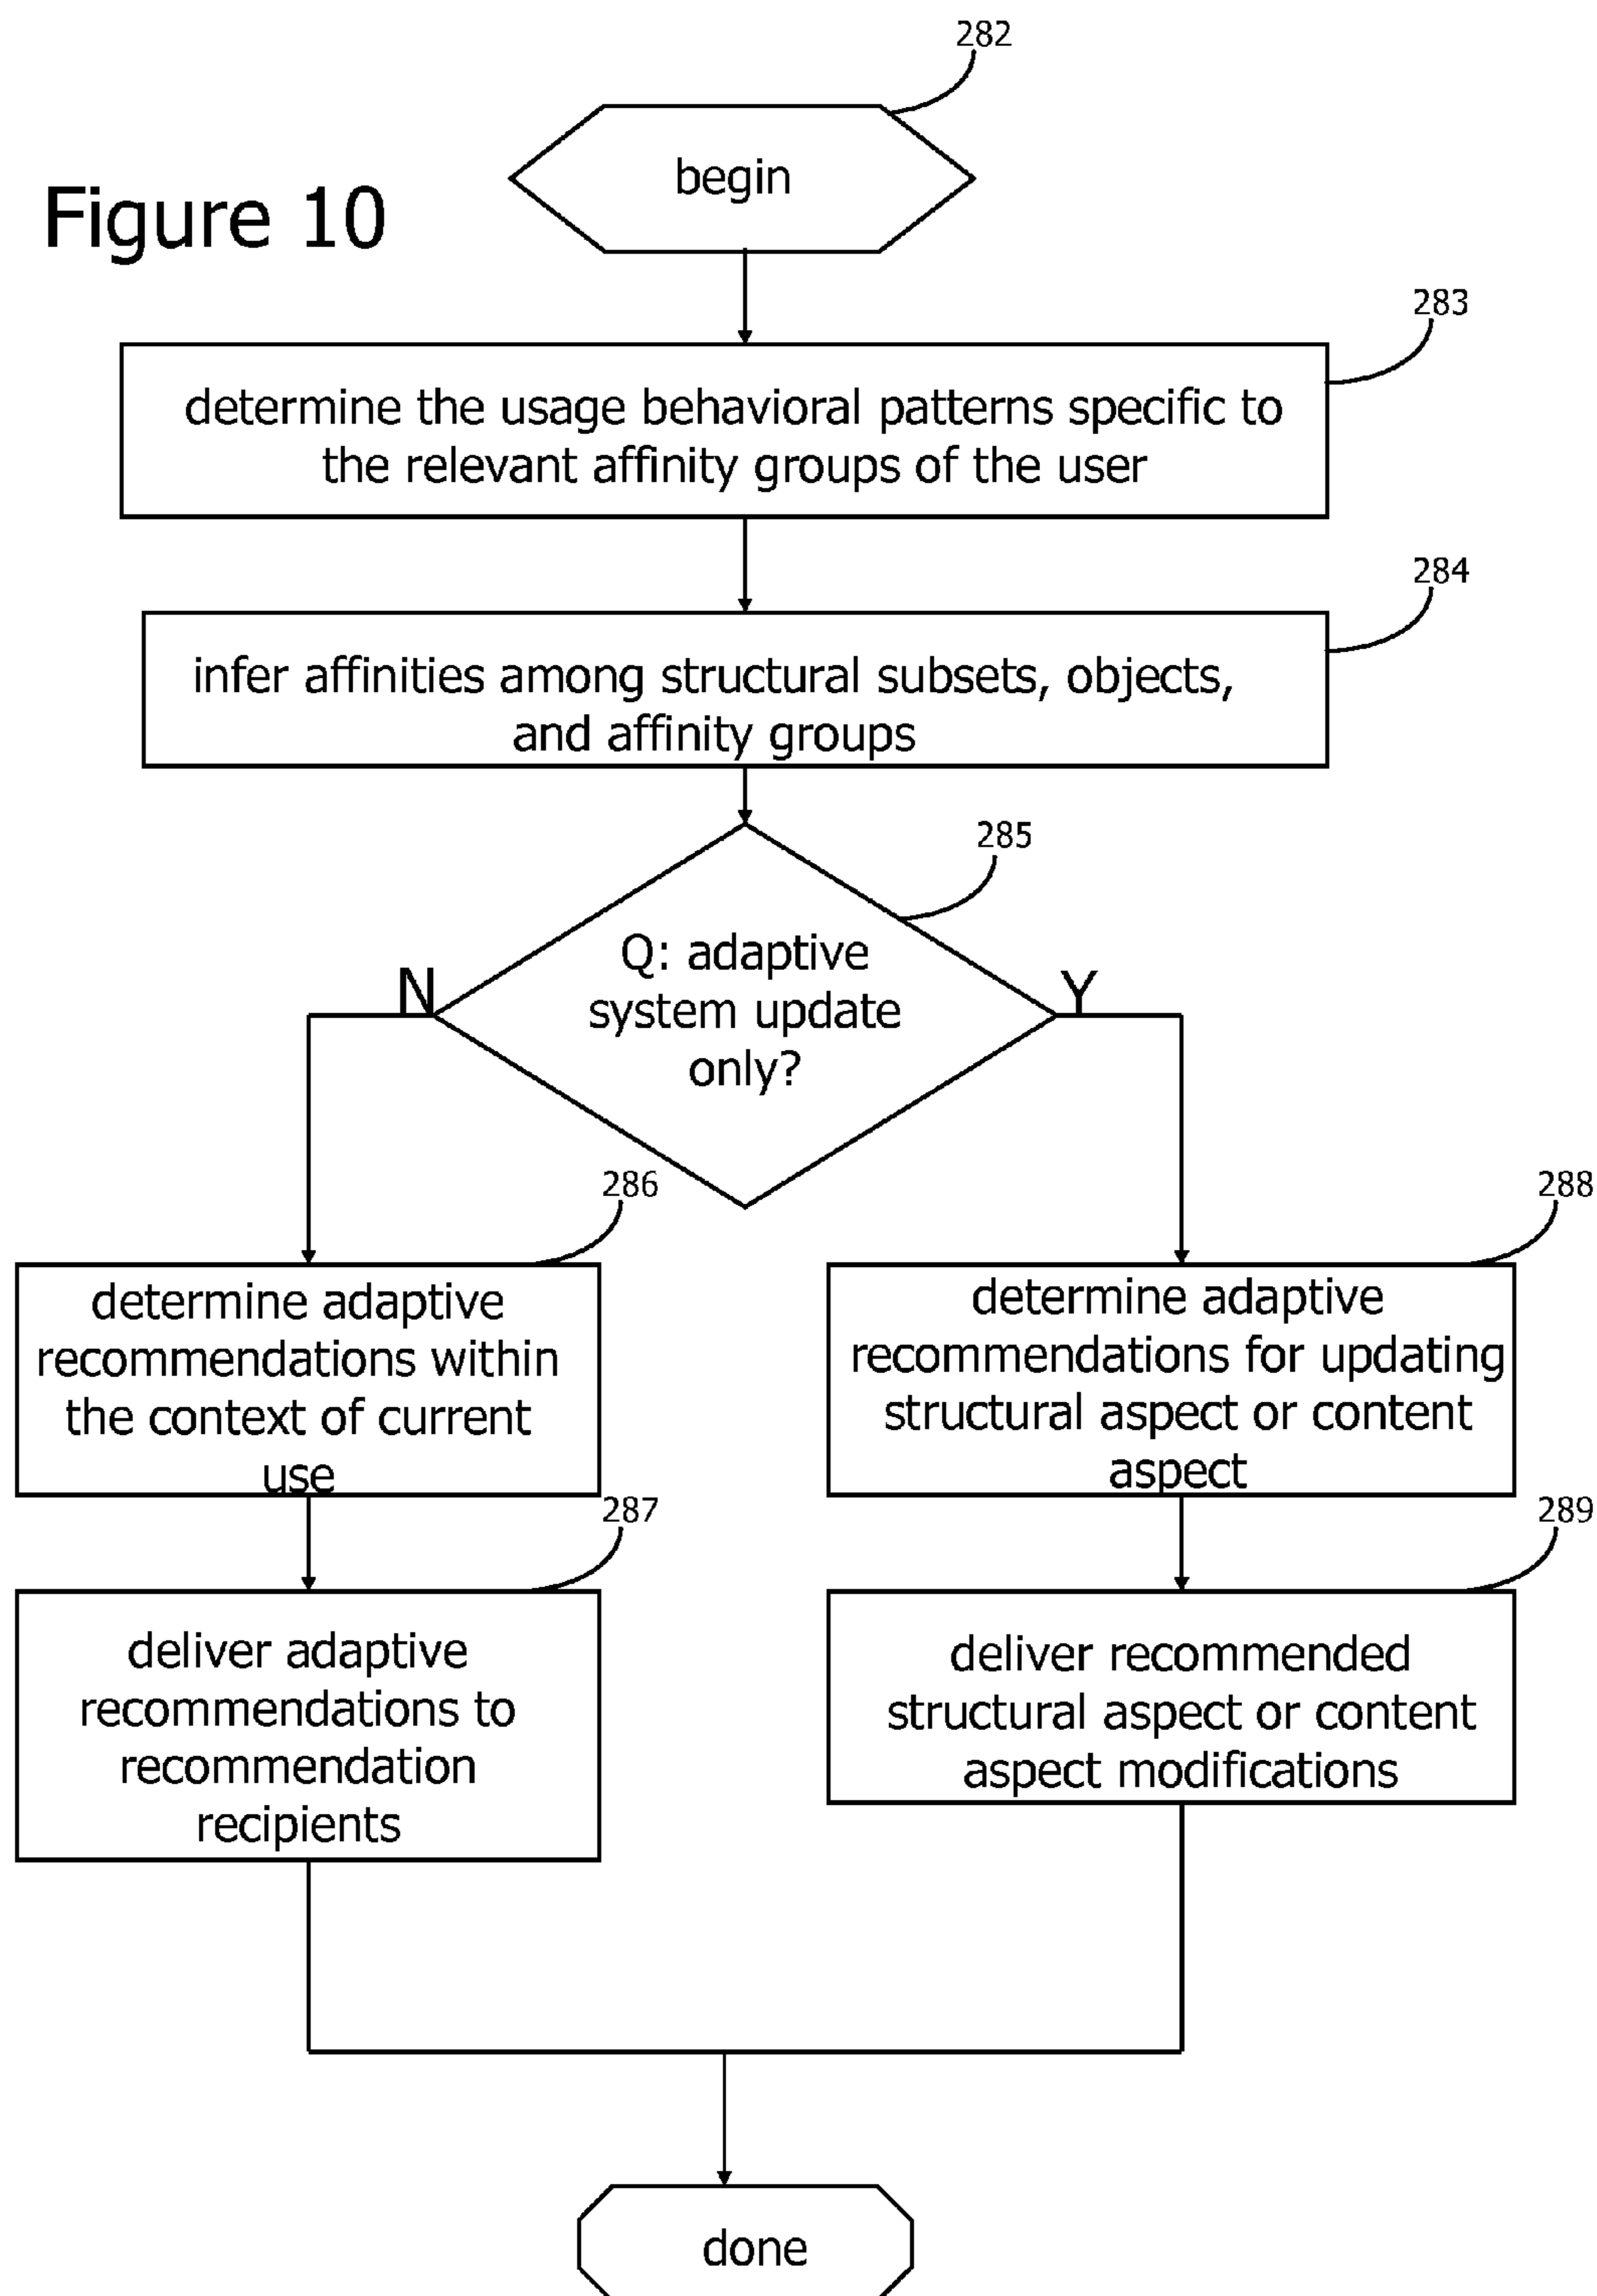 282
begin
Figure 10
283
determine the usage behavioral patterns specific to
the relevant affinity groups of the user
284
infer affinities among structural subsets, objects,
and affinity groups
285
Q: adaptive
system update
only?
N
Y
286
determine adaptive
recommendations within
the context of current
use
288
determine adaptive
recommendations for updating
structural aspect or content
aspect
287
deliver adaptive
recommendations to
recommendation
recipients
289
deliver recommended
structural aspect or content
aspect modifications
done